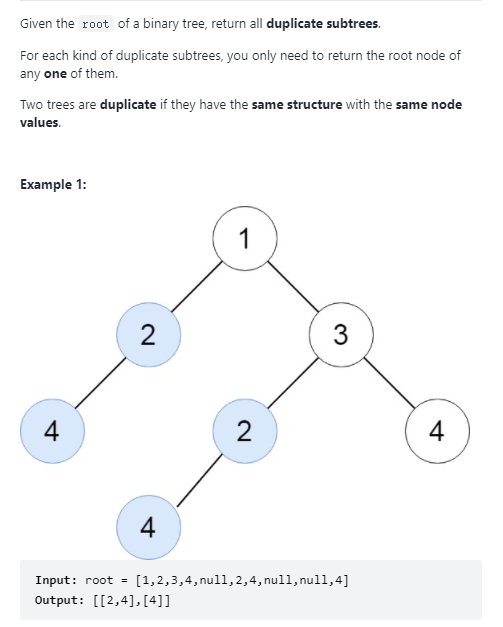 Given the root of a binary tree, return all duplicate subtrees.
For each kind of duplicate subtrees, you only need to return the root node of
any one of them.
Two trees are duplicate if they have the same structure with the same node
values.
Example 1:
1
2
3
4
2
4
4
Input: root = [1,2,3,4,null,2,4,null,null,4]
Output: [[2,4],[4]]